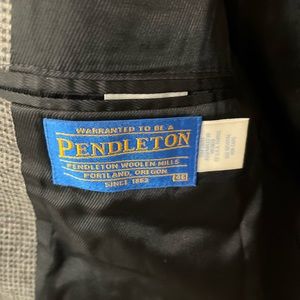 WARRANTED TO BE A
PENDLETON
PENDLETON WOOLEN MILLS
PORTLAND, OREGON
SINCE 1863
46